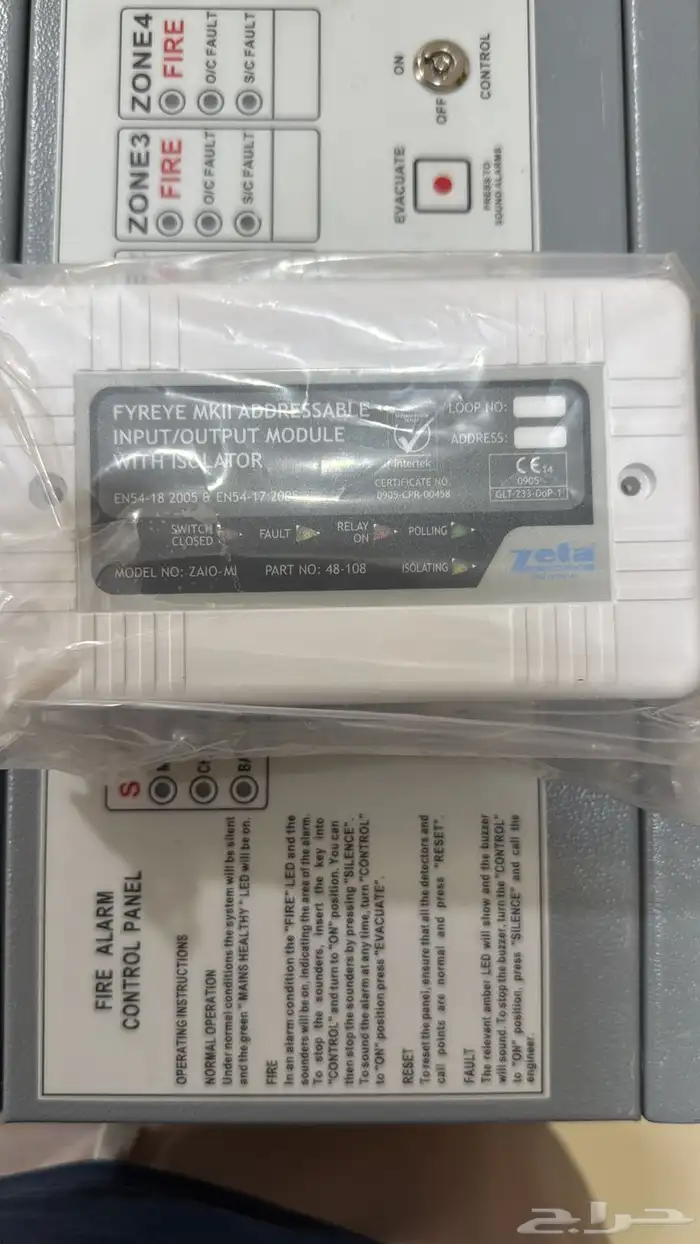 ZONE4
FIRE
O/C FAULT
S/C FAULT
ON
OFF
CONTROL
ZONE3
FIRE
O/C FAULT
S/C FAULT
EVACUATE
PRESS TO
SOUND ALARMS
FYREYE MKII ADDRESSABLE
INPUT/OUTPUT MODULE
WITH ISOLATOR
EN54-18 2005 & EN54-17 2005
Intertek
CERTIFICATE NO.
0905-CPR-00458
LOOP NO:
ADDRESS:
CE 14
0905
GLT-233-DoP-1
SWITCH
CLOSED
FAULT
RELAY
ON
POLLING
MODEL NO: ZAIO-MI
PART NO: 48-108
ISOLATING
zeta
S
FIRE ALARM
CONTROL PANEL
OPERATING INSTRUCTIONS
NORMAL OPERATION
Under normal conditions the system will be silent
and the green "MAINS HEALTHY" LED will be on.
FIRE
In an alarm condition the "FIRE" LED and the
sounders will be on, indicating the area of the alarm.
To stop the sounders, insert the key into
"CONTROL" and turn to "ON" position. You can
then stop the sounders by pressing "SILENCE".
To sound the alarm at any time, turn "CONTROL"
to "ON" position press "EVACUATE".
RESET
To reset the panel, ensure that all the detectors and
call points are normal and press "RESET".
FAULT
The relevant amber LED will show and the buzzer
will sound. To stop the buzzer, turn the "CONTROL"
to "ON" position, press "SILENCE" and call the
engineer.
حراج